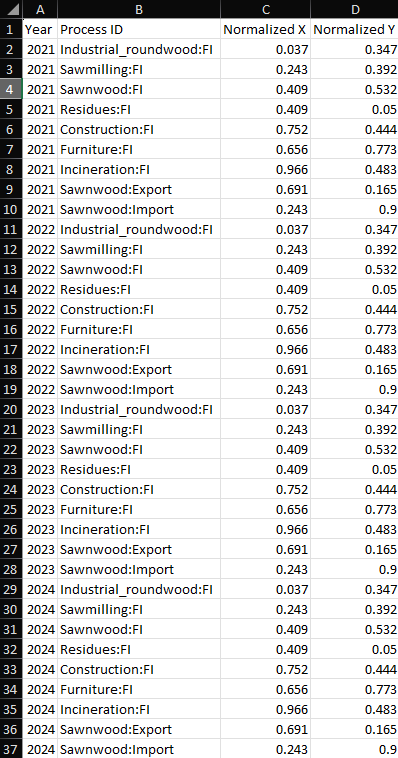 A B C D
1 Year Process ID Normalized X Normalized Y
2 2021 Industrial_roundwood:FI 0.037 0.347
3 2021 Sawmilling:FI 0.243 0.392
4 2021 Sawnwood:FI 0.409 0.532
5 2021 Residues:FI 0.409 0.05
6 2021 Construction:FI 0.752 0.444
7 2021 Furniture:FI 0.656 0.773
8 2021 Incineration:FI 0.966 0.483
9 2021 Sawnwood:Export 0.691 0.165
10 2021 Sawnwood:Import 0.243 0.9
11 2022 Industrial_roundwood:FI 0.037 0.347
12 2022 Sawmilling:FI 0.243 0.392
13 2022 Sawnwood:FI 0.409 0.532
14 2022 Residues:FI 0.409 0.05
15 2022 Construction:FI 0.752 0.444
16 2022 Furniture:FI 0.656 0.773
17 2022 Incineration:FI 0.966 0.483
18 2022 Sawnwood:Export 0.691 0.165
19 2022 Sawnwood:Import 0.243 0.9
20 2023 Industrial_roundwood:FI 0.037 0.347
21 2023 Sawmilling:FI 0.243 0.392
22 2023 Sawnwood:FI 0.409 0.532
23 2023 Residues:FI 0.409 0.05
24 2023 Construction:FI 0.752 0.444
25 2023 Furniture:FI 0.656 0.773
26 2023 Incineration:FI 0.966 0.483
27 2023 Sawnwood:Export 0.691 0.165
28 2023 Sawnwood:Import 0.243 0.9
29 2024 Industrial_roundwood:FI 0.037 0.347
30 2024 Sawmilling:FI 0.243 0.392
31 2024 Sawnwood:FI 0.409 0.532
32 2024 Residues:FI 0.409 0.05
33 2024 Construction:FI 0.752 0.444
34 2024 Furniture:FI 0.656 0.773
35 2024 Incineration:FI 0.966 0.483
36 2024 Sawnwood:Export 0.691 0.165
37 2024 Sawnwood:Import 0.243 0.9